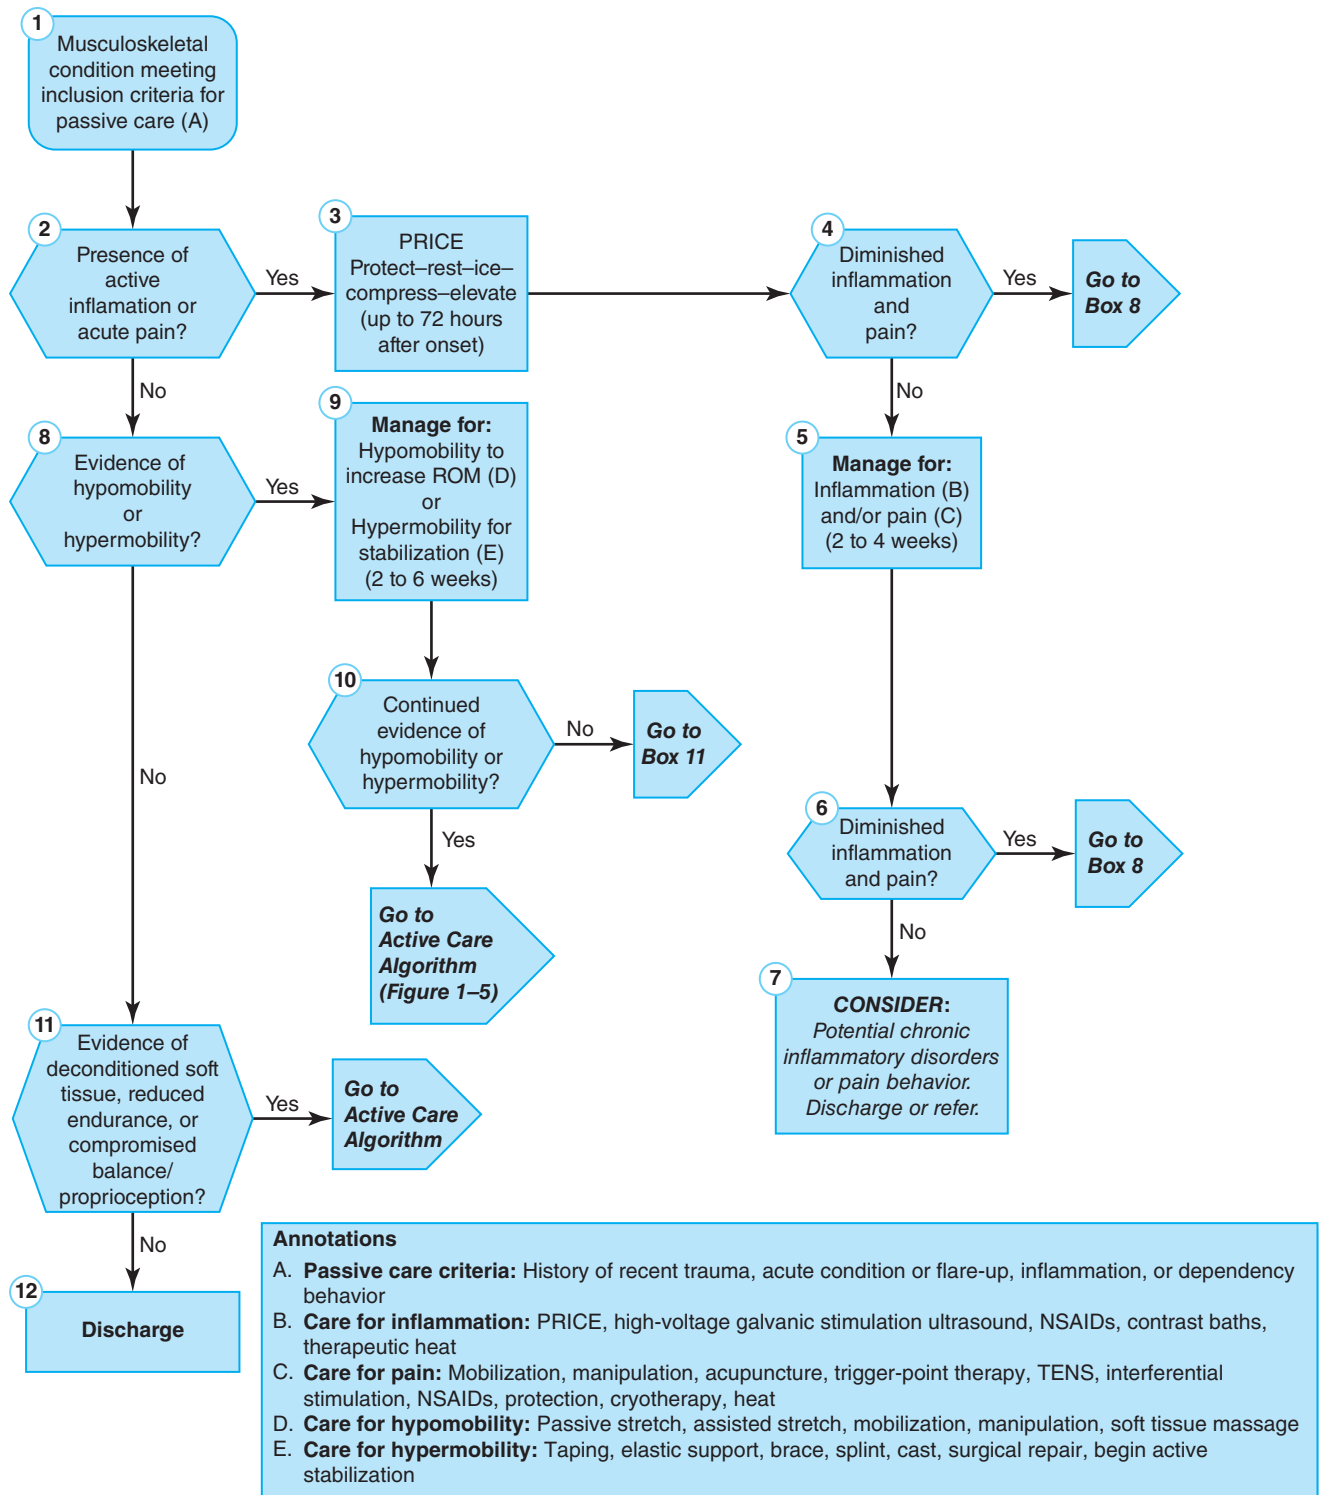 1
Musculoskeletal
condition meeting
inclusion criteria for
passive care (A)
2
Presence of
active
inflamation or
acute pain?
Yes
3
PRICE
Protect–rest–ice–
compress–elevate
(up to 72 hours
after onset)
4
Diminished
inflammation
and
pain?
Yes
Go to
Box 8
No
No
8
Evidence of
hypomobility
or
hypermobility?
Yes
9
Manage for:
Hypomobility to
increase ROM (D)
or
Hypermobility for
stabilization (E)
(2 to 6 weeks)
5
Manage for:
Inflammation (B)
and/or pain (C)
(2 to 4 weeks)
10
Continued
evidence of
hypomobility or
hypermobility?
No
Go to
Box 11
No
Yes
6
Diminished
inflammation
and pain?
Yes
Go to
Box 8
No
Go to
Active Care
Algorithm
(Figure 1–5)
7
CONSIDER:
Potential chronic
inflammatory disorders
or pain behavior.
Discharge or refer.
11
Evidence of
deconditioned soft
tissue, reduced
endurance, or
compromised
balance/
proprioception?
Yes
Go to
Active Care
Algorithm
No
12
Discharge
Annotations
A. Passive care criteria: History of recent trauma, acute condition or flare-up, inflammation, or dependency
behavior
B. Care for inflammation: PRICE, high-voltage galvanic stimulation ultrasound, NSAIDs, contrast baths,
therapeutic heat
C. Care for pain: Mobilization, manipulation, acupuncture, trigger-point therapy, TENS, interferential
stimulation, NSAIDs, protection, cryotherapy, heat
D. Care for hypomobility: Passive stretch, assisted stretch, mobilization, manipulation, soft tissue massage
E. Care for hypermobility: Taping, elastic support, brace, splint, cast, surgical repair, begin active
stabilization